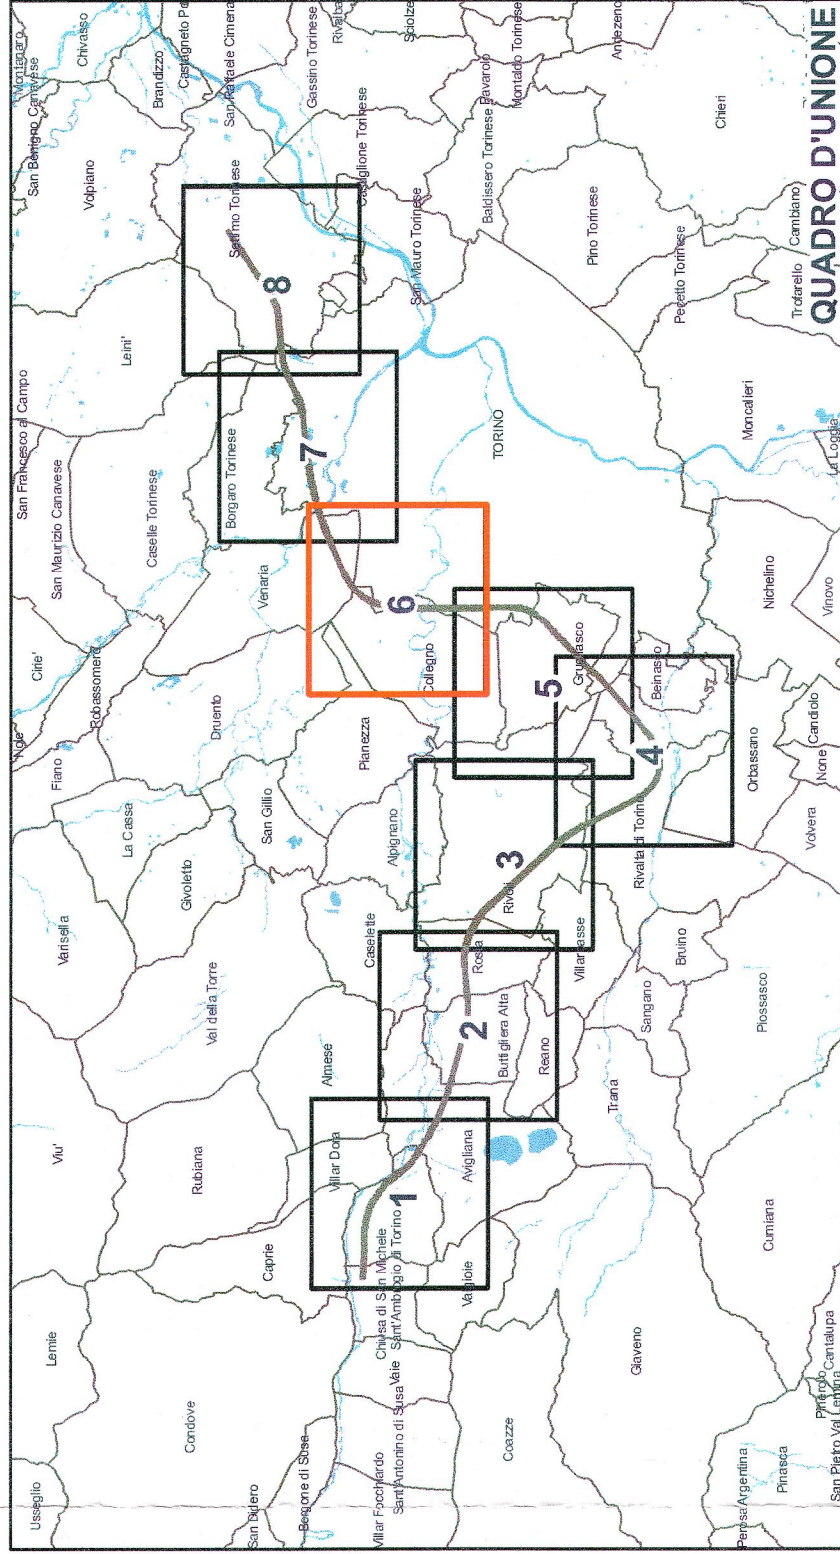 Usseglio
Lemie
Viu'
Varisella
Fiano
Nole
Cirie'
San Francesco al Campo
San Maurizio Canavese
Montanaro
San Benigno Canavese
Chivasso
Condove
Rubiana
Val della Torre
Givoletto
La Cassa
Robassomero
Druento
Caselle Torinese
Leini'
Volpiano
Brandizzo
San Raffaele Cimena
San Didero
Borgone di Susa
Caprie
Villar Dora
Almese
Caselette
San Gillio
Alpignano
Pianezza
Venaria
Borgaro Torinese
Settimo Torinese
Gassino Torinese
Castiglione Torinese
Villar Focchiardo
Sant'Antonino di Susa
Vaie
Chiusa di San Michele
Sant'Ambrogio di Torino
1
2
3
4
5
6
7
8
Coazze
Valgioie
Avigliana
Buttigliera Alta
Reano
Rosta
Rivoli
Villarbasse
Collegno
Grugliasco
TORINO
San Mauro Torinese
Baldissero Torinese
Pavarolo
Montaldo Torinese
Sciolze
Andezeno
Giaveno
Trana
Sangano
Bruino
Rivalta di Torino
Beinasco
Pino Torinese
Chieri
Pecetto Torinese
Perosa Argentina
Pinasca
Pinerolo
Cantalupa
San Pietro Val Lemina
Cumiana
Piossasco
Volvera
Orbassano
None
Candiolo
Nichelino
Vinovo
Moncalieri
La Loggia
Trofarello
Cambiano
QUADRO D'UNIONE